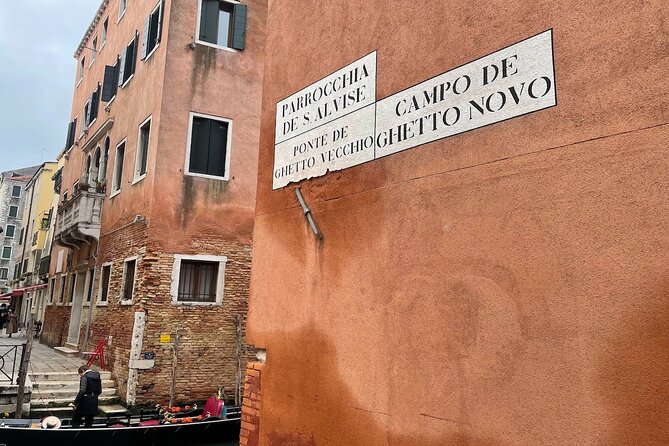 PARROCCHIA
DE S. ALVISE
PONTE DE
GHETTO VECCHIO
CAMPO DE
GHETTO NOVO